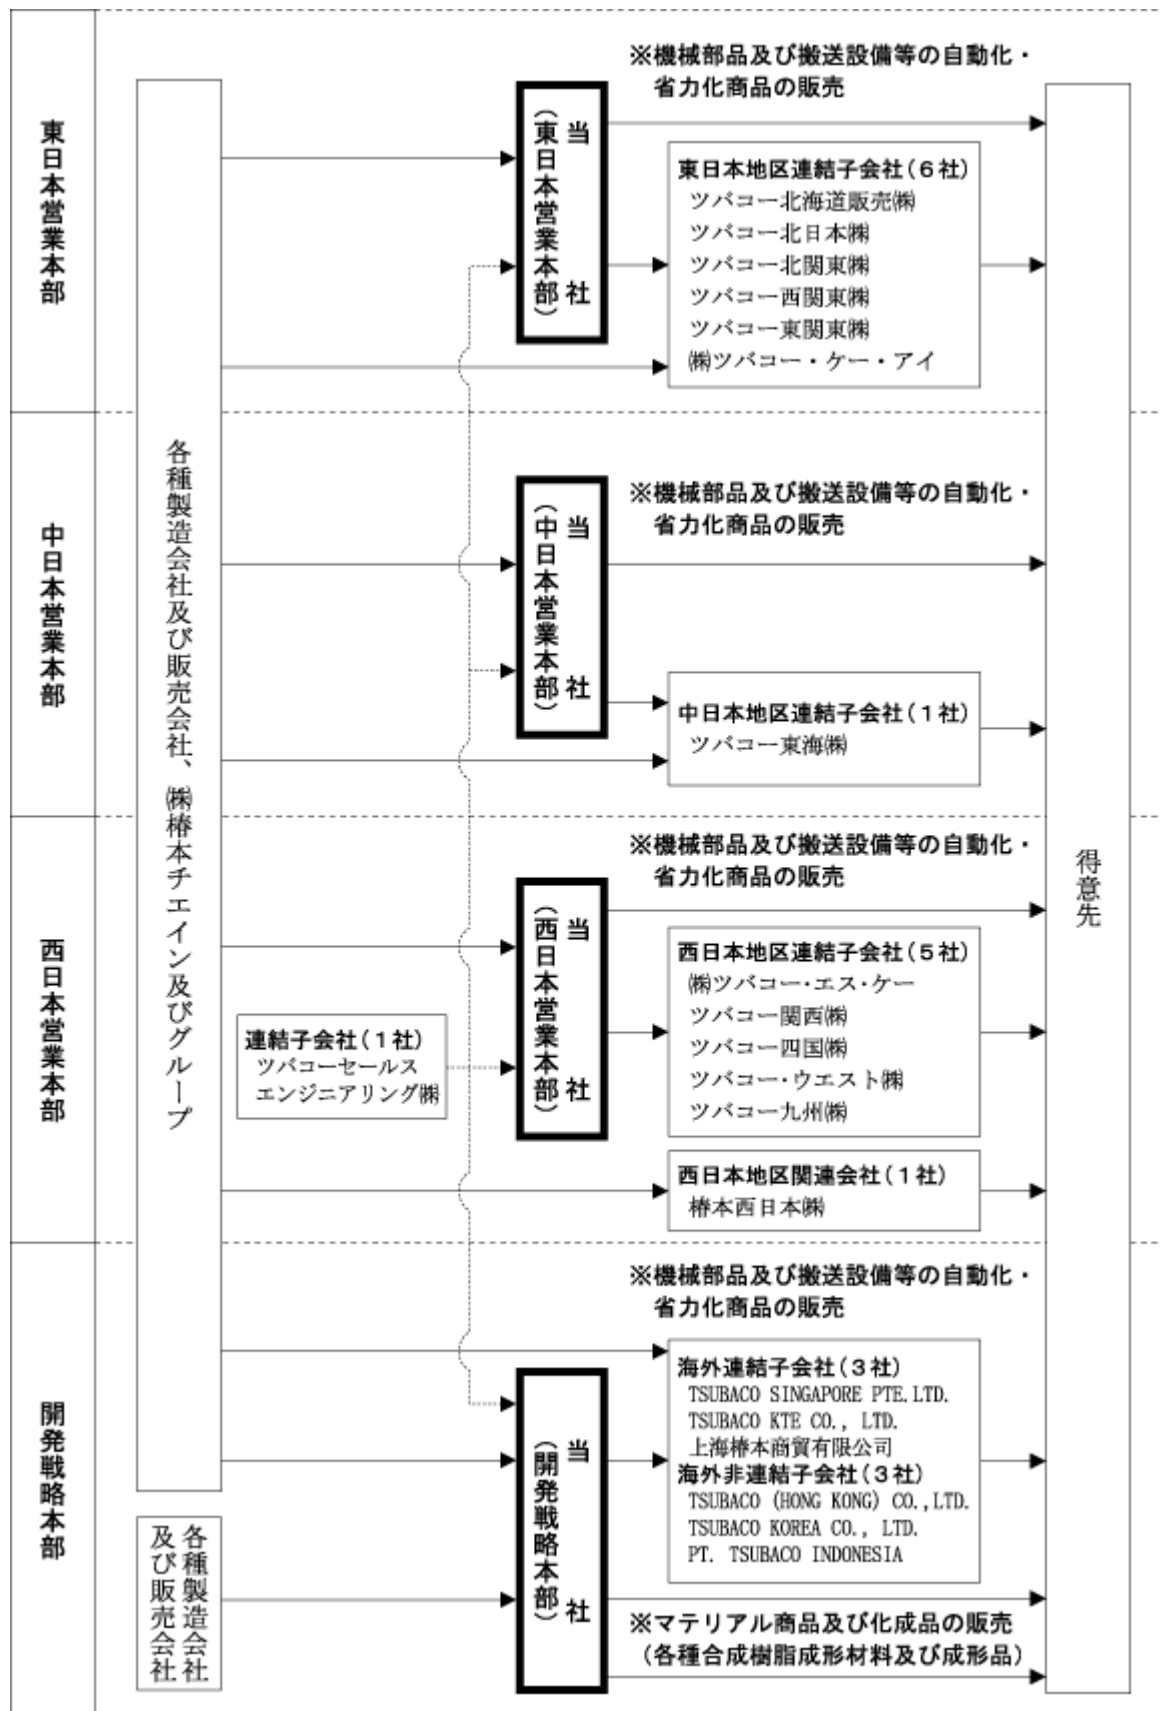 東日本営業本部
各種製造会社及び販売会社、㈱椿本チエイン及びグループ
当社
（東日本営業本部）
※機械部品及び搬送設備等の自動化・
省力化商品の販売
東日本地区連結子会社（６社）
ツバコー北海道販売㈱
ツバコー北日本㈱
ツバコー北関東㈱
ツバコー西関東㈱
ツバコー東関東㈱
㈱ツバコー・ケー・アイ
得意先
中日本営業本部
当社
（中日本営業本部）
※機械部品及び搬送設備等の自動化・
省力化商品の販売
中日本地区連結子会社（１社）
ツバコー東海㈱
西日本営業本部
連結子会社（１社）
ツバコーセールス
エンジニアリング㈱
当社
（西日本営業本部）
※機械部品及び搬送設備等の自動化・
省力化商品の販売
西日本地区連結子会社（５社）
㈱ツバコー・エス・ケー
ツバコー関西㈱
ツバコー四国㈱
ツバコー・ウエスト㈱
ツバコー九州㈱
西日本地区関連会社（１社）
椿本西日本㈱
開発戦略本部
各種製造会社
及び販売会社
当社
（開発戦略本部）
※機械部品及び搬送設備等の自動化・
省力化商品の販売
海外連結子会社（３社）
TSUBACO SINGAPORE PTE.LTD.
TSUBACO KTE CO., LTD.
上海椿本商貿有限公司
海外非連結子会社（３社）
TSUBACO (HONG KONG) CO.,LTD.
TSUBACO KOREA CO., LTD.
PT. TSUBACO INDONESIA
※マテリアル商品及び化成品の販売
（各種合成樹脂成形材料及び成形品）